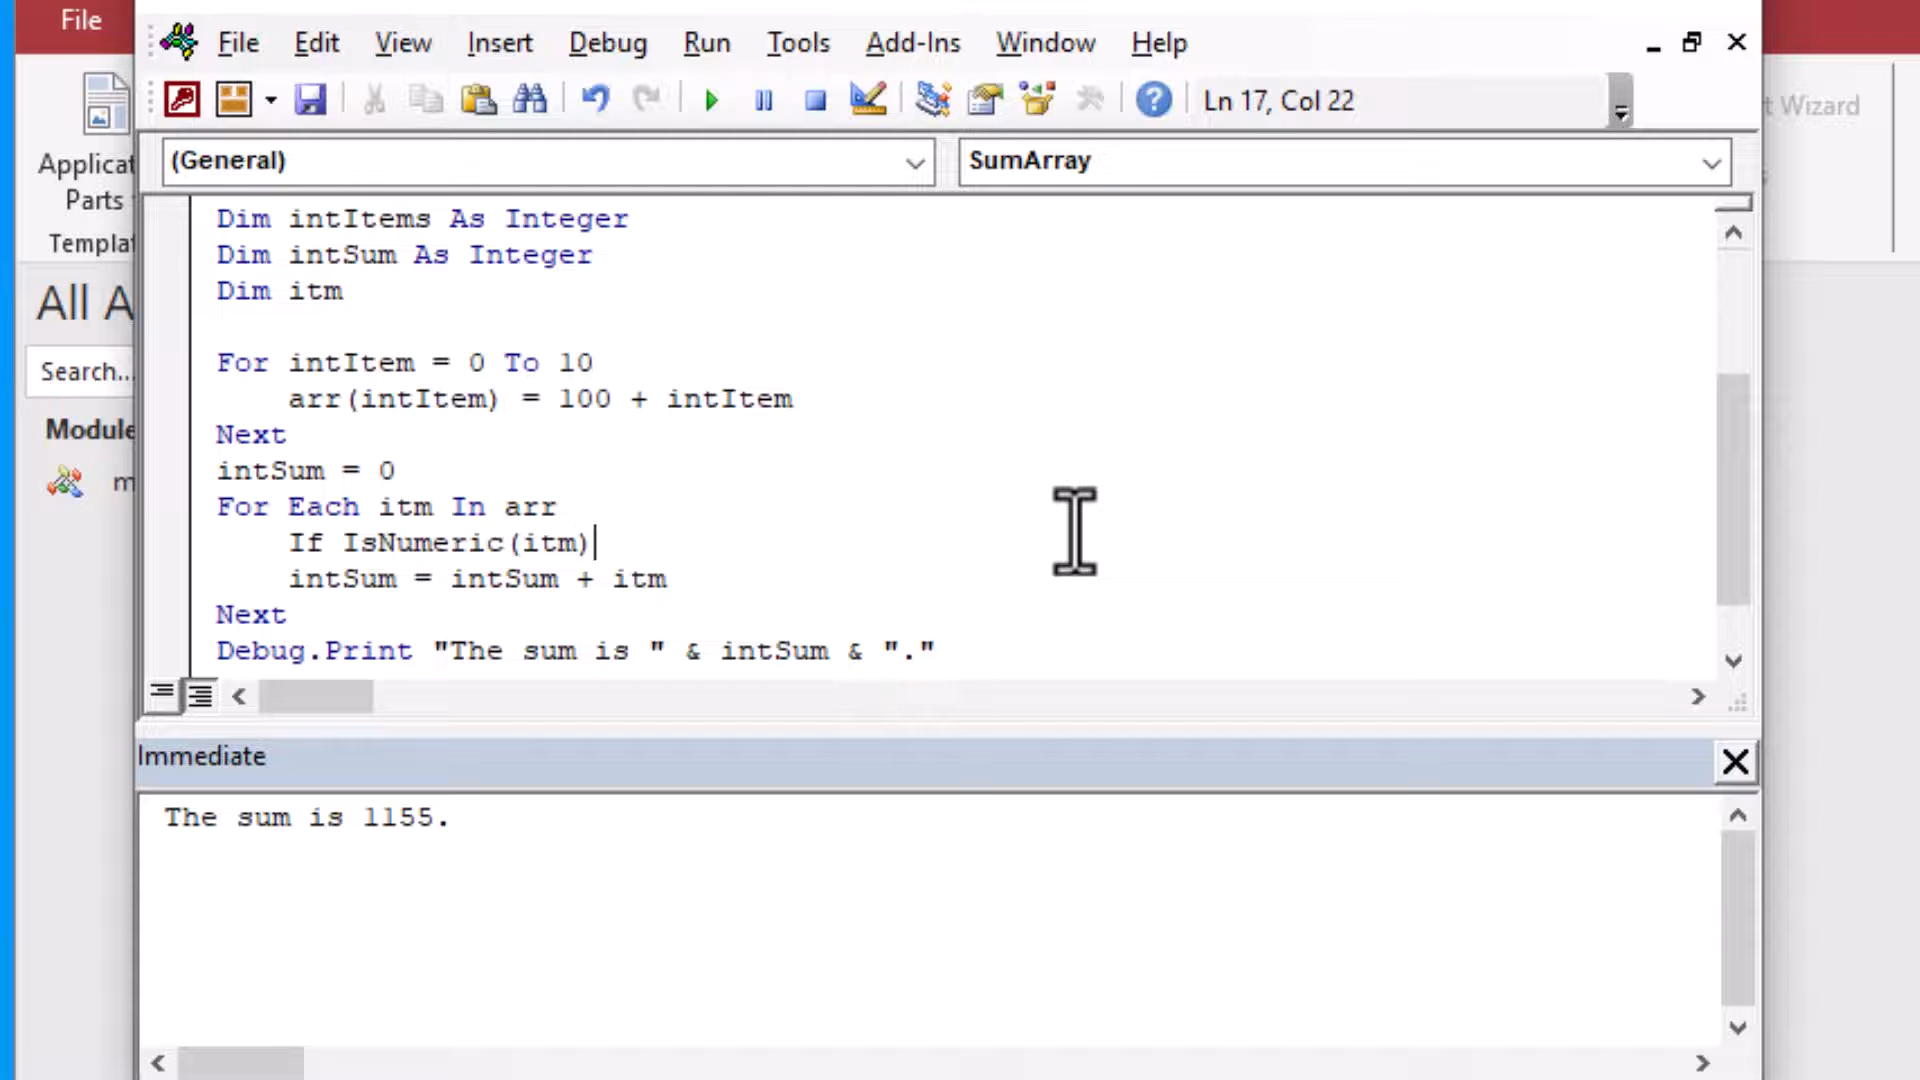 File
File Edit View Insert Debug Run Tools Add-Ins Window Help
Ln 17, Col 22
t Wizard
Applicat
Parts
Templat
(General)
SumArray
All A
Search...
Module
m
Dim intItems As Integer
Dim intSum As Integer
Dim itm
For intItem = 0 To 10
arr(intItem) = 100 + intItem
Next
intSum = 0
For Each itm In arr
If IsNumeric(itm)
intSum = intSum + itm
Next
Debug.Print "The sum is " & intSum & "."
Immediate
The sum is 1155.